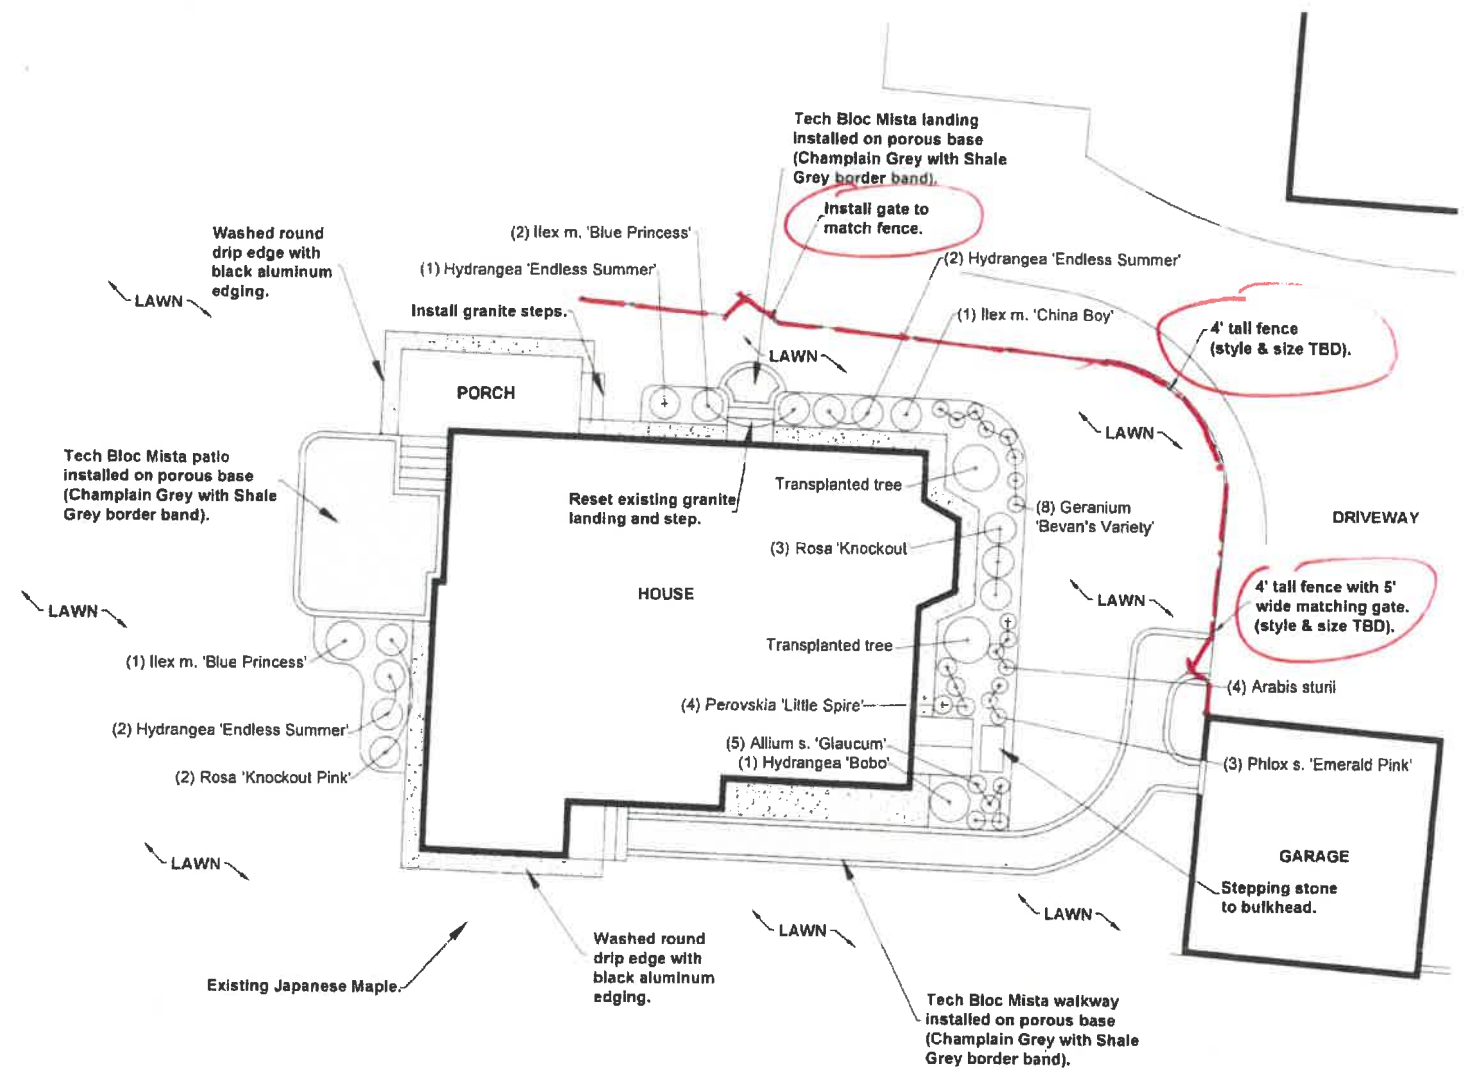 Tech Bloc Mista landing
installed on porous base
(Champlain Grey with Shale
Grey border band).
Install gate to
match fence.
Washed round
drip edge with
black aluminum
edging.
(2) Ilex m. 'Blue Princess'
(1) Hydrangea 'Endless Summer'
(2) Hydrangea 'Endless Summer'
LAWN
Install granite steps.
(1) Ilex m. 'China Boy'
4' tall fence
(style & size TBD).
LAWN
PORCH
LAWN
Tech Bloc Mista patio
installed on porous base
(Champlain Grey with Shale
Grey border band).
Transplanted tree
Reset existing granite
landing and step.
(8) Geranium
'Bevan's Variety'
DRIVEWAY
(3) Rosa 'Knockout
HOUSE
4' tall fence with 5'
wide matching gate.
(style & size TBD).
LAWN
LAWN
Transplanted tree
(1) Ilex m. 'Blue Princess'
(4) Arabis sturii
(4) Perovskia 'Little Spire'
(2) Hydrangea 'Endless Summer'
(5) Allium s. 'Glaucum'
(1) Hydrangea 'Bobo'
(3) Phlox s. 'Emerald Pink'
(2) Rosa 'Knockout Pink'
LAWN
GARAGE
Stepping stone
to bulkhead.
LAWN
LAWN
Washed round
drip edge with
black aluminum
edging.
Existing Japanese Maple.
Tech Bloc Mista walkway
installed on porous base
(Champlain Grey with Shale
Grey border band).